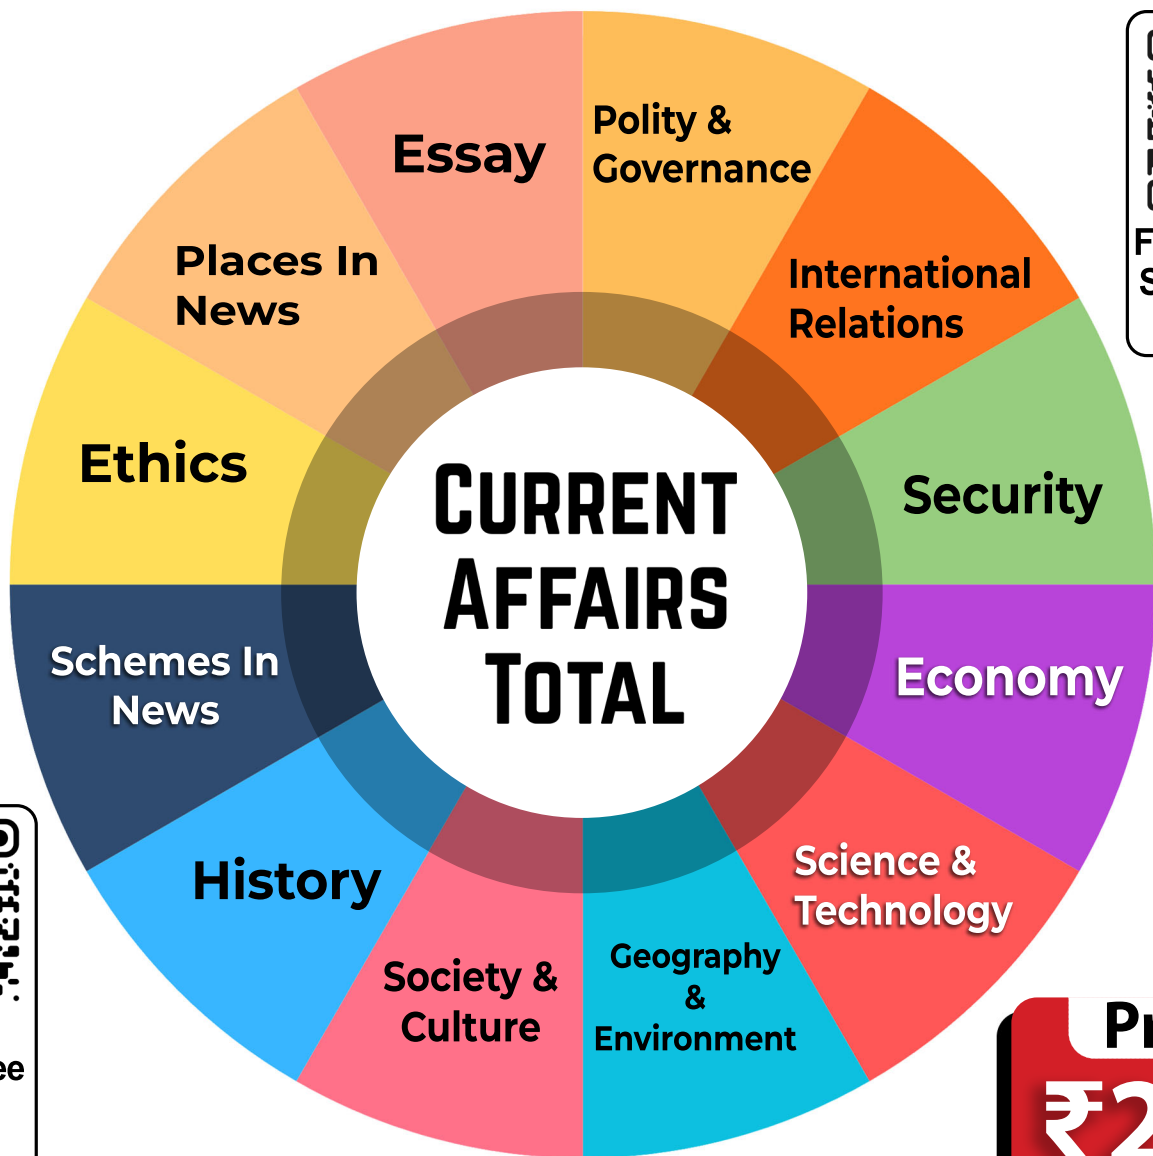 Essay
Polity &
Governance
International
Relations
Security
Economy
Science &
Technology
Geography
&
Environment
Society &
Culture
History
Schemes In
News
Ethics
Places In
News
CURRENT
AFFAIRS
TOTAL
₹2